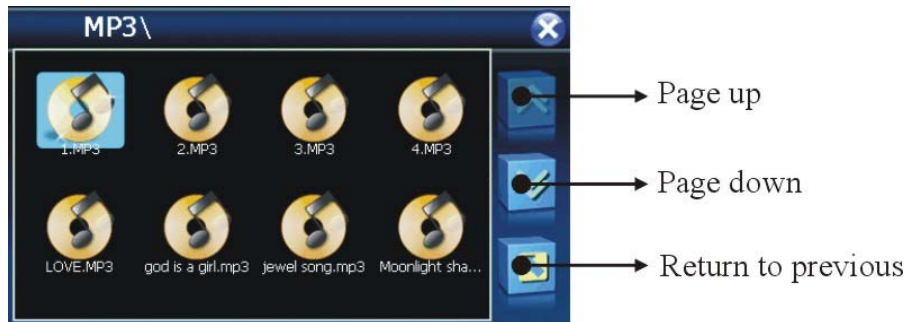 MP3\
1.MP3
2.MP3
3.MP3
4.MP3
LOVE.MP3
god is a girl.mp3
jewel song.mp3
Moonlight sha...
Page up
Page down
Return to previous